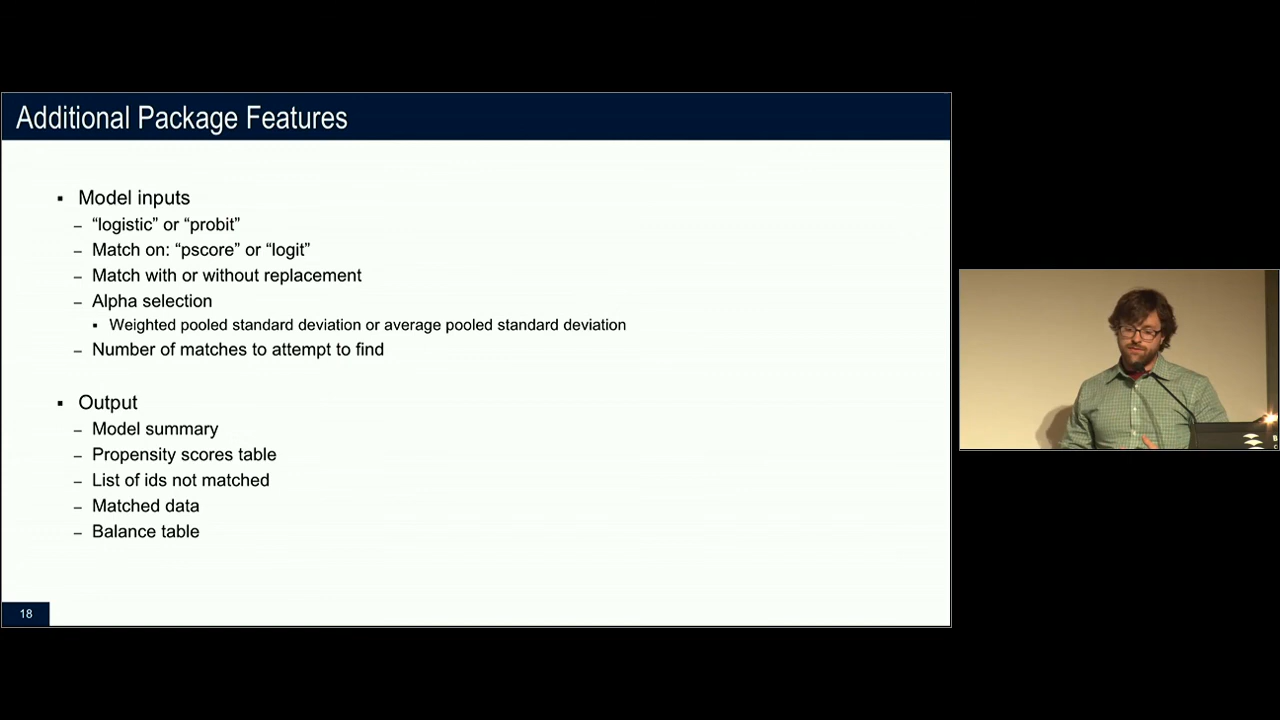 Additional Package Features
▪ Model inputs
– “logistic” or “probit”
– Match on: “pscore” or “logit”
– Match with or without replacement
– Alpha selection
▪ Weighted pooled standard deviation or average pooled standard deviation
– Number of matches to attempt to find
▪ Output
– Model summary
– Propensity scores table
– List of ids not matched
– Matched data
– Balance table
18